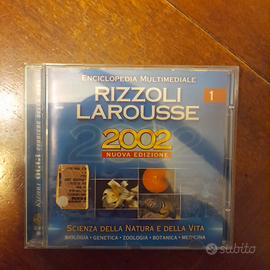 ENCICLOPEDIA MULTIMEDIALE
RIZZOLI
LAROUSSE
1
2002
NUOVA EDIZIONE
SCIENZA DELLA NATURA E DELLA VITA
BIOLOGIA • GENETICA • ZOOLOGIA • BOTANICA • MEDICINA
subito